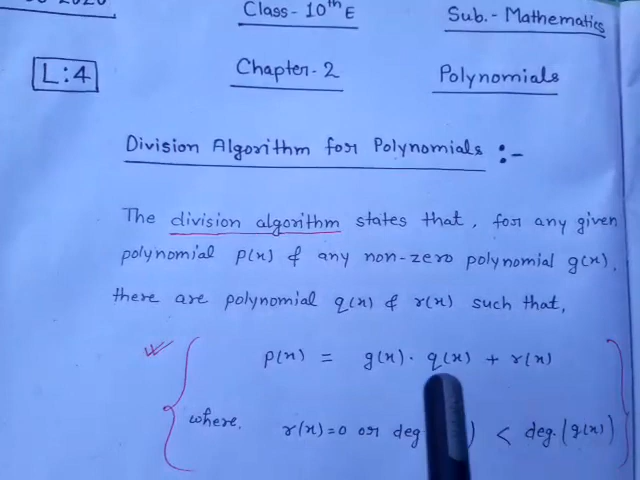 Class- 10th E Sub.- Mathematics
L:4 Chapter-2 Polynomials
Division Algorithm for Polynomials :-
The division algorithm states that, for any given
polynomial p(x) & any non-zero polynomial g(x),
there are polynomial q(x) & r(x) such that,
p(x) = g(x). q(x) + r(x)
where, r(x)=0 or deg ) < deg. (g(x))